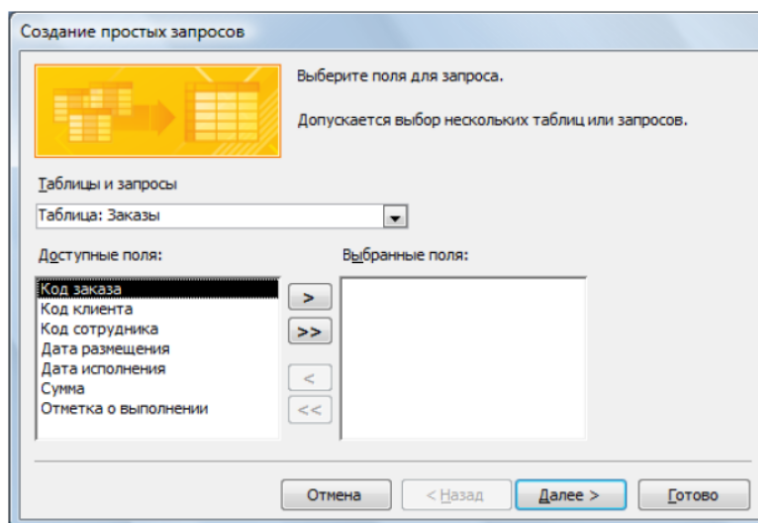 Создание простых запросов
Выберите поля для запроса.
Допускается выбор нескольких таблиц или запросов.
Таблицы и запросы
Таблица: Заказы
Доступные поля:
Выбранные поля:
Код заказа
Код клиента
Код сотрудника
Дата размещения
Дата исполнения
Сумма
Отметка о выполнении
>
>>
<
<<
Отмена
< Назад
Далее >
Готово